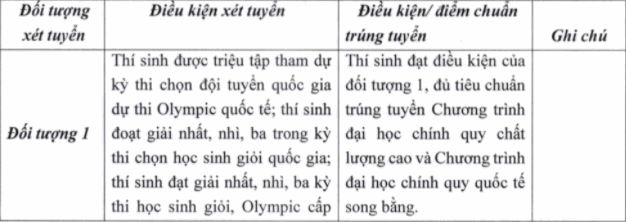 Đối tượng xét tuyển
Điều kiện xét tuyển
Điều kiện/ điểm chuẩn trúng tuyển
Ghi chú
Đối tượng 1
Thí sinh được triệu tập tham dự
kỳ thi chọn đội tuyển quốc gia
dự thi Olympic quốc tế; thí sinh
đoạt giải nhất, nhì, ba trong kỳ
thi chọn học sinh giỏi quốc gia;
thí sinh đạt giải nhất, nhì, ba kỳ
thi học sinh giỏi, Olympic cấp
Thí sinh đạt điều kiện của
đối tượng 1, đủ tiêu chuẩn
trúng tuyển Chương trình
đại học chính quy chất
lượng cao và Chương trình
đại học chính quy quốc tế
song bằng.